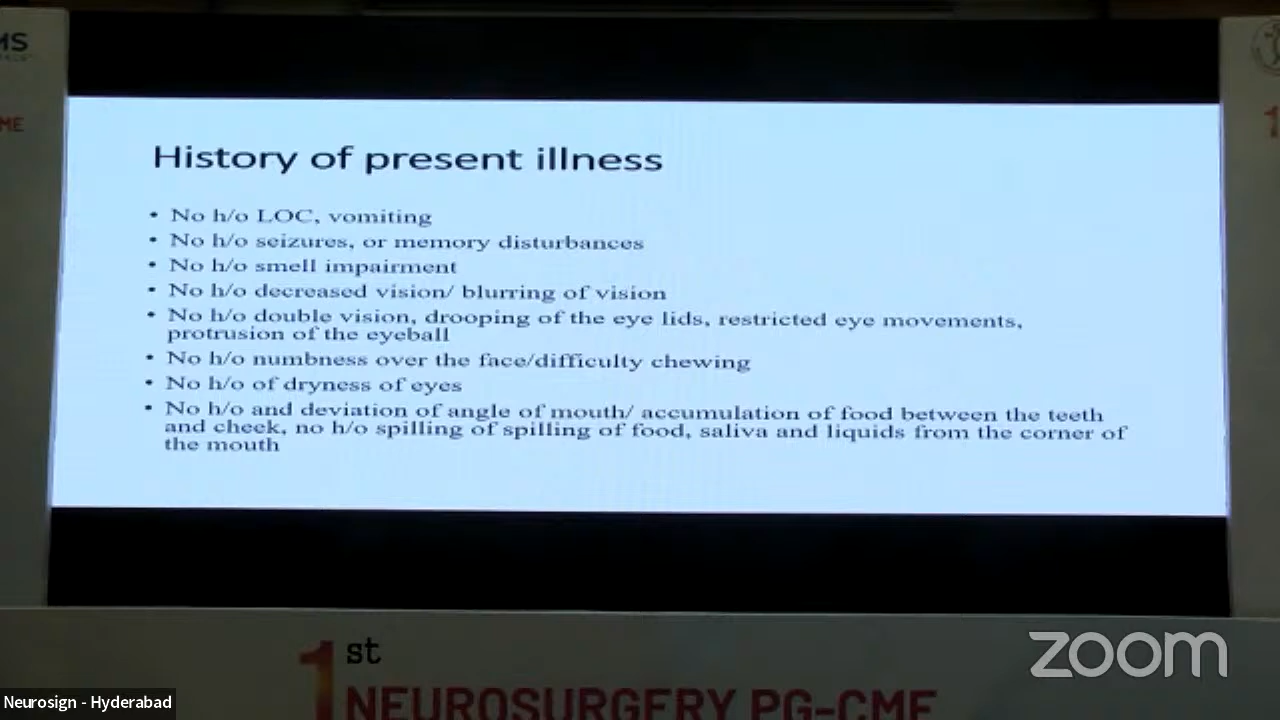 MS
ME
History of present illness
• No h/o LOC, vomiting
• No h/o seizures, or memory disturbances
• No h/o smell impairment
• No h/o decreased vision/ blurring of vision
• No h/o double vision, drooping of the eye lids, restricted eye movements,
protrusion of the eyeball
• No h/o numbness over the face/difficulty chewing
• No h/o of dryness of eyes
• No h/o and deviation of angle of mouth/ accumulation of food between the teeth
and cheek, no h/o spilling of spilling of food, saliva and liquids from the corner of
the mouth
1
1st
NEUROSURGERY PG-CME
zoom
Neurosign - Hyderabad